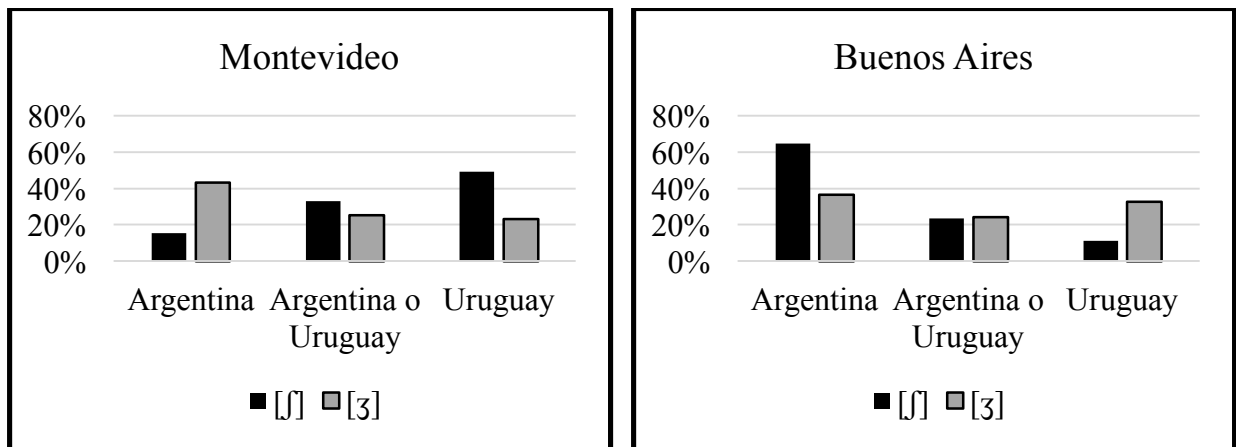 Montevideo
80%
60%
40%
20%
0%
Argentina Argentina o Uruguay
Uruguay
[ʃ] [ʒ]
Buenos Aires
80%
60%
40%
20%
0%
Argentina Argentina o Uruguay
Uruguay
[ʃ] [ʒ]